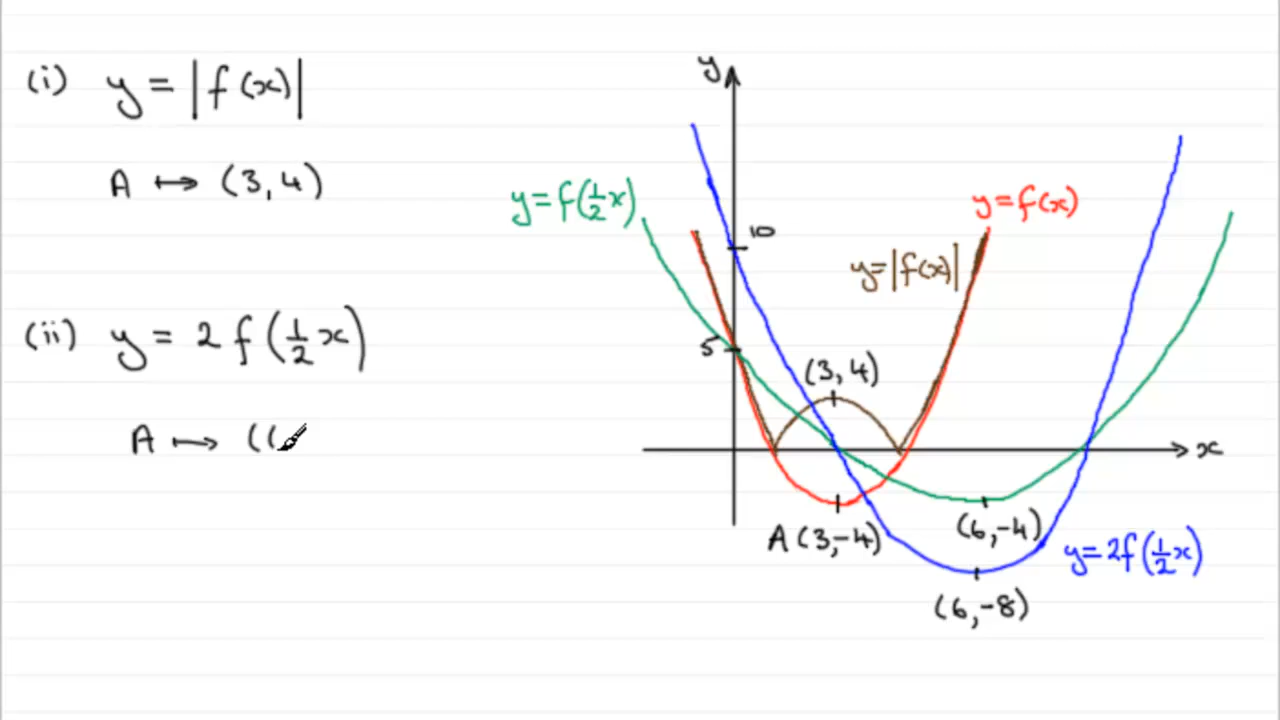 (i) y = |f(x)|
A ↦ (3, 4)
(ii) y = 2f(½x)
A ↦ ((
y
y=f(½x)
y=f(x)
10
y=|f(x)|
5
(3, 4)
x
A (3,-4)
(6,-4)
y=2f(½x)
(6,-8)